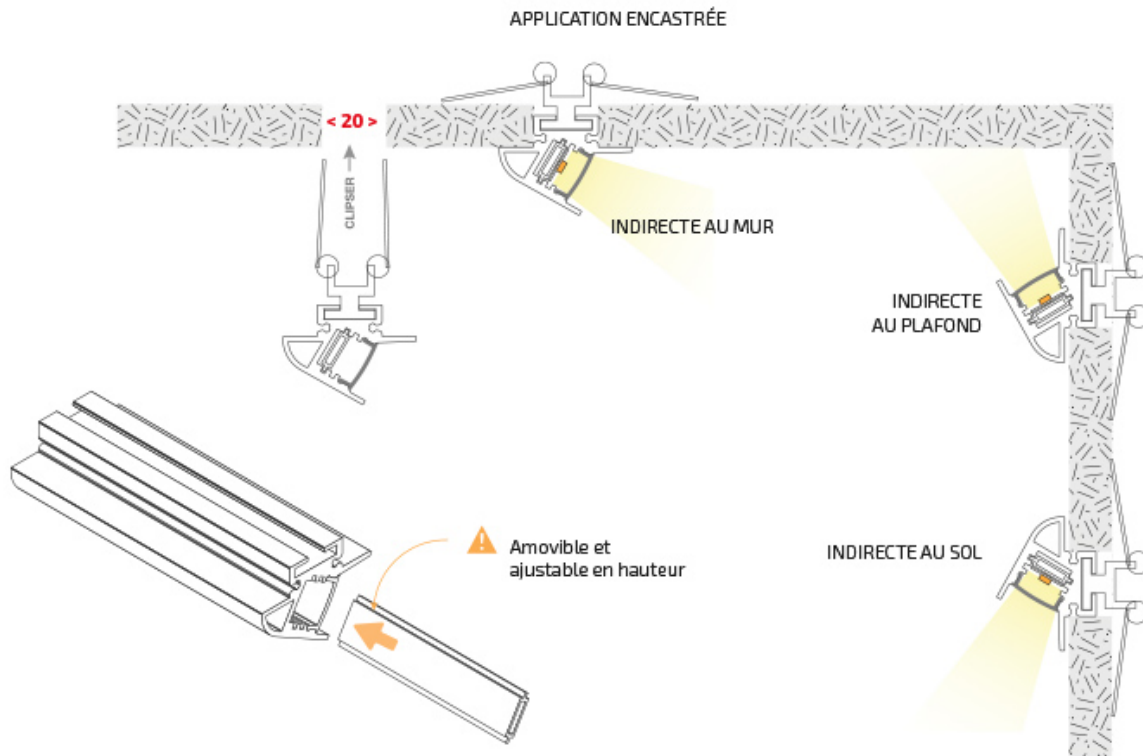 APPLICATION ENCASTRÉE
< 20 >
CLIPSER
INDIRECTE AU MUR
INDIRECTE
AU PLAFOND
Amovible et
ajustable en hauteur
INDIRECTE AU SOL